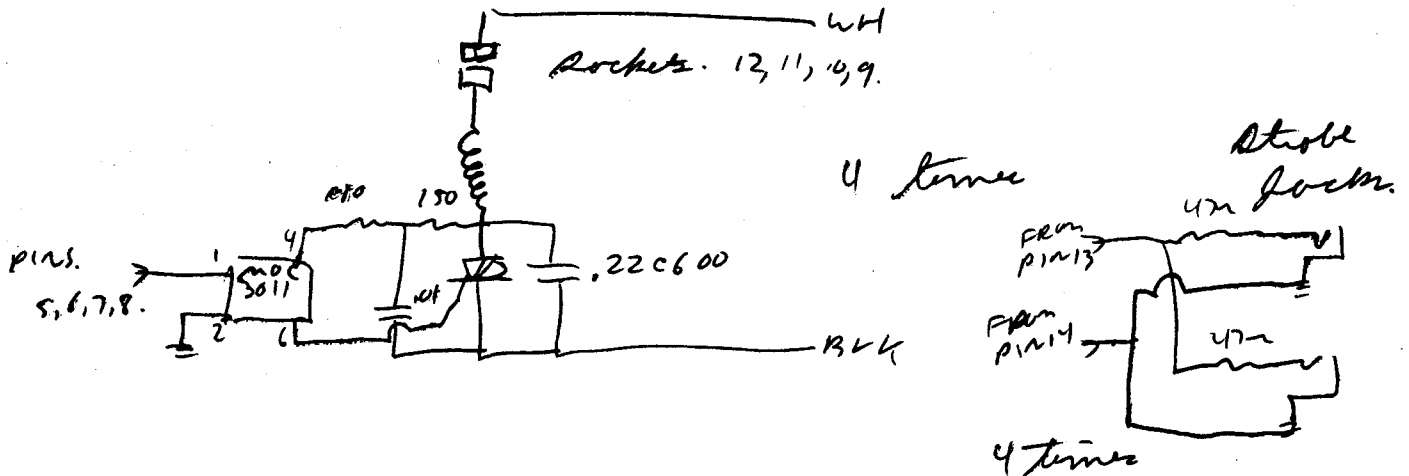 WH
Sockets. 12, 11, 10, 9.
4 times
Strobe
Jacks.
150
47Ω
4
FROM
PIN 13
PINS.
5, 6, 7, 8.
1
MOC
3011
.01
.22 C 600
2
6
BLK
FROM
PIN 14
47Ω
4 times